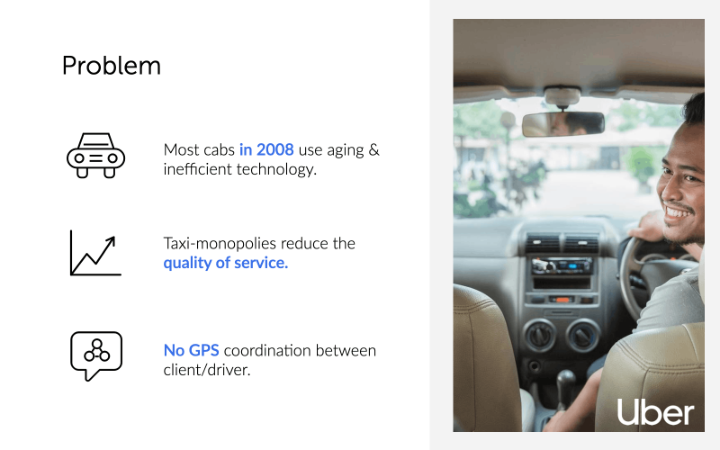 Problem
Most cabs in 2008 use aging &
inefficient technology.
Taxi-monopolies reduce the
quality of service.
No GPS coordination between
client/driver.
Uber